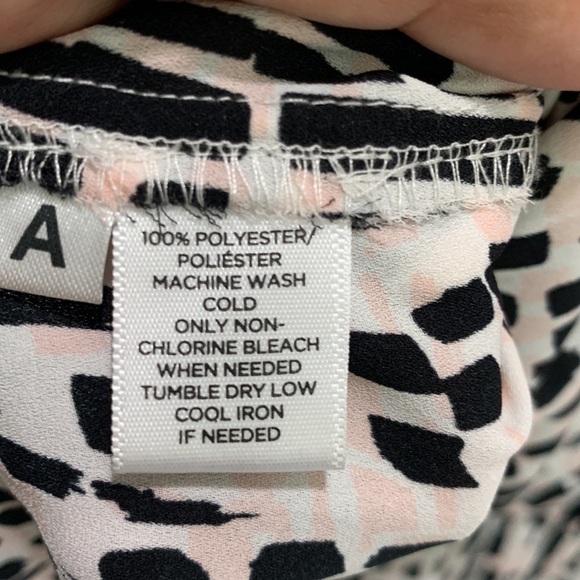 A
100% POLYESTER/
POLIÉSTER
MACHINE WASH
COLD
ONLY NON-
CHLORINE BLEACH
WHEN NEEDED
TUMBLE DRY LOW
COOL IRON
IF NEEDED